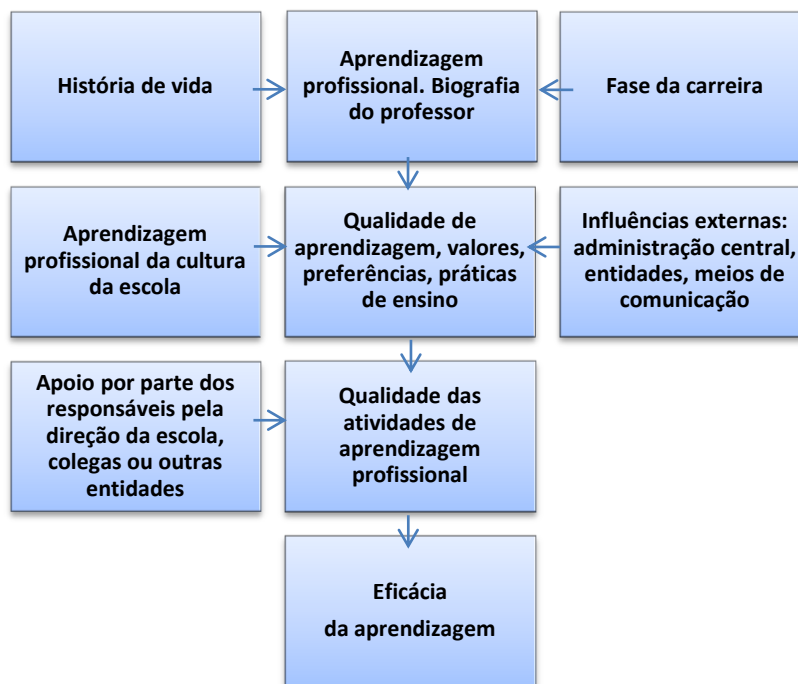 História de vida
Aprendizagem
profissional. Biografia
do professor
Fase da carreira
Aprendizagem
profissional da cultura
da escola
Qualidade de
aprendizagem, valores,
preferências, práticas
de ensino
Influências externas:
administração central,
entidades, meios de
comunicação
Apoio por parte dos
responsáveis pela
direção da escola,
colegas ou outras
entidades
Qualidade das
atividades de
aprendizagem
profissional
Eficácia
da aprendizagem